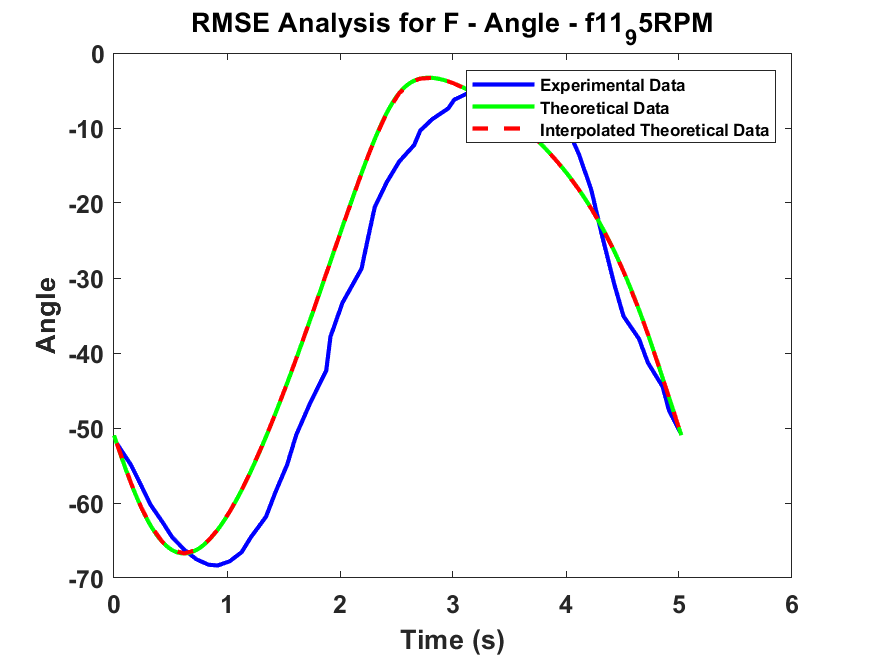 RMSE Analysis for F - Angle - f11₉5RPM
0
-10
-20
-30
-40
-50
-60
-70
Angle
Experimental Data
Theoretical Data
Interpolated Theoretical Data
0 1 2 3 4 5 6
Time (s)